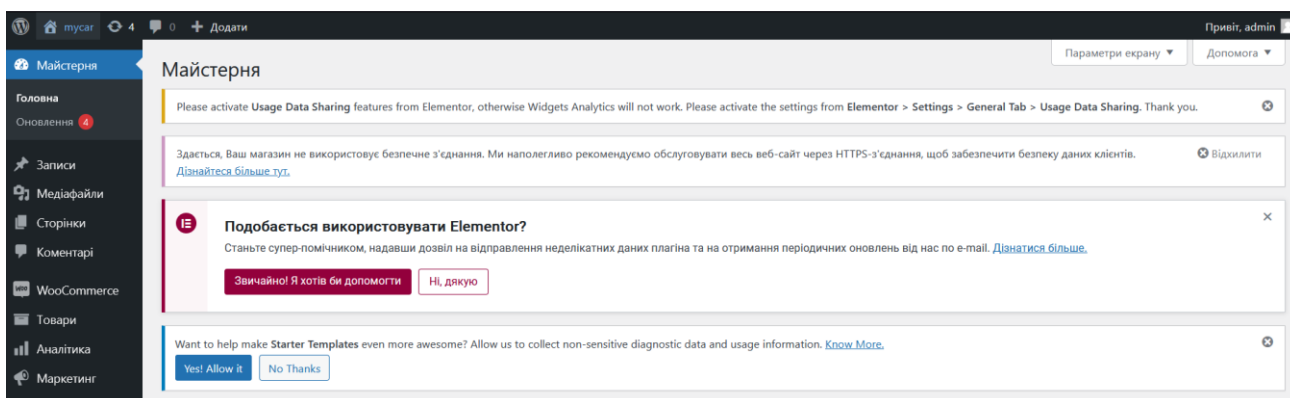 mycar 4 0 + Додати Привіт, admin
Параметри екрану ▼ Допомога ▼
Майстерня
Головна
Оновлення 4
Записи
Медіафайли
Сторінки
Коментарі
WooCommerce
Товари
Аналітика
Маркетинг
Майстерня
Please activate Usage Data Sharing features from Elementor, otherwise Widgets Analytics will not work. Please activate the settings from Elementor > Settings > General Tab > Usage Data Sharing. Thank you.
Здається, Ваш магазин не використовує безпечне з'єднання. Ми наполегливо рекомендуємо обслуговувати весь веб-сайт через HTTPS-з'єднання, щоб забезпечити безпеку даних клієнтів.
Дізнайтеся більше тут.
Відхилити
Подобається використовувати Elementor?
Станьте супер-помічником, надавши дозвіл на відправлення неделікатних даних плагіна та на отримання періодичних оновлень від нас по e-mail. Дізнатися більше.
Звичайно! Я хотів би допомогти Ні, дякую
Want to help make Starter Templates even more awesome? Allow us to collect non-sensitive diagnostic data and usage information. Know More.
Yes! Allow it No Thanks